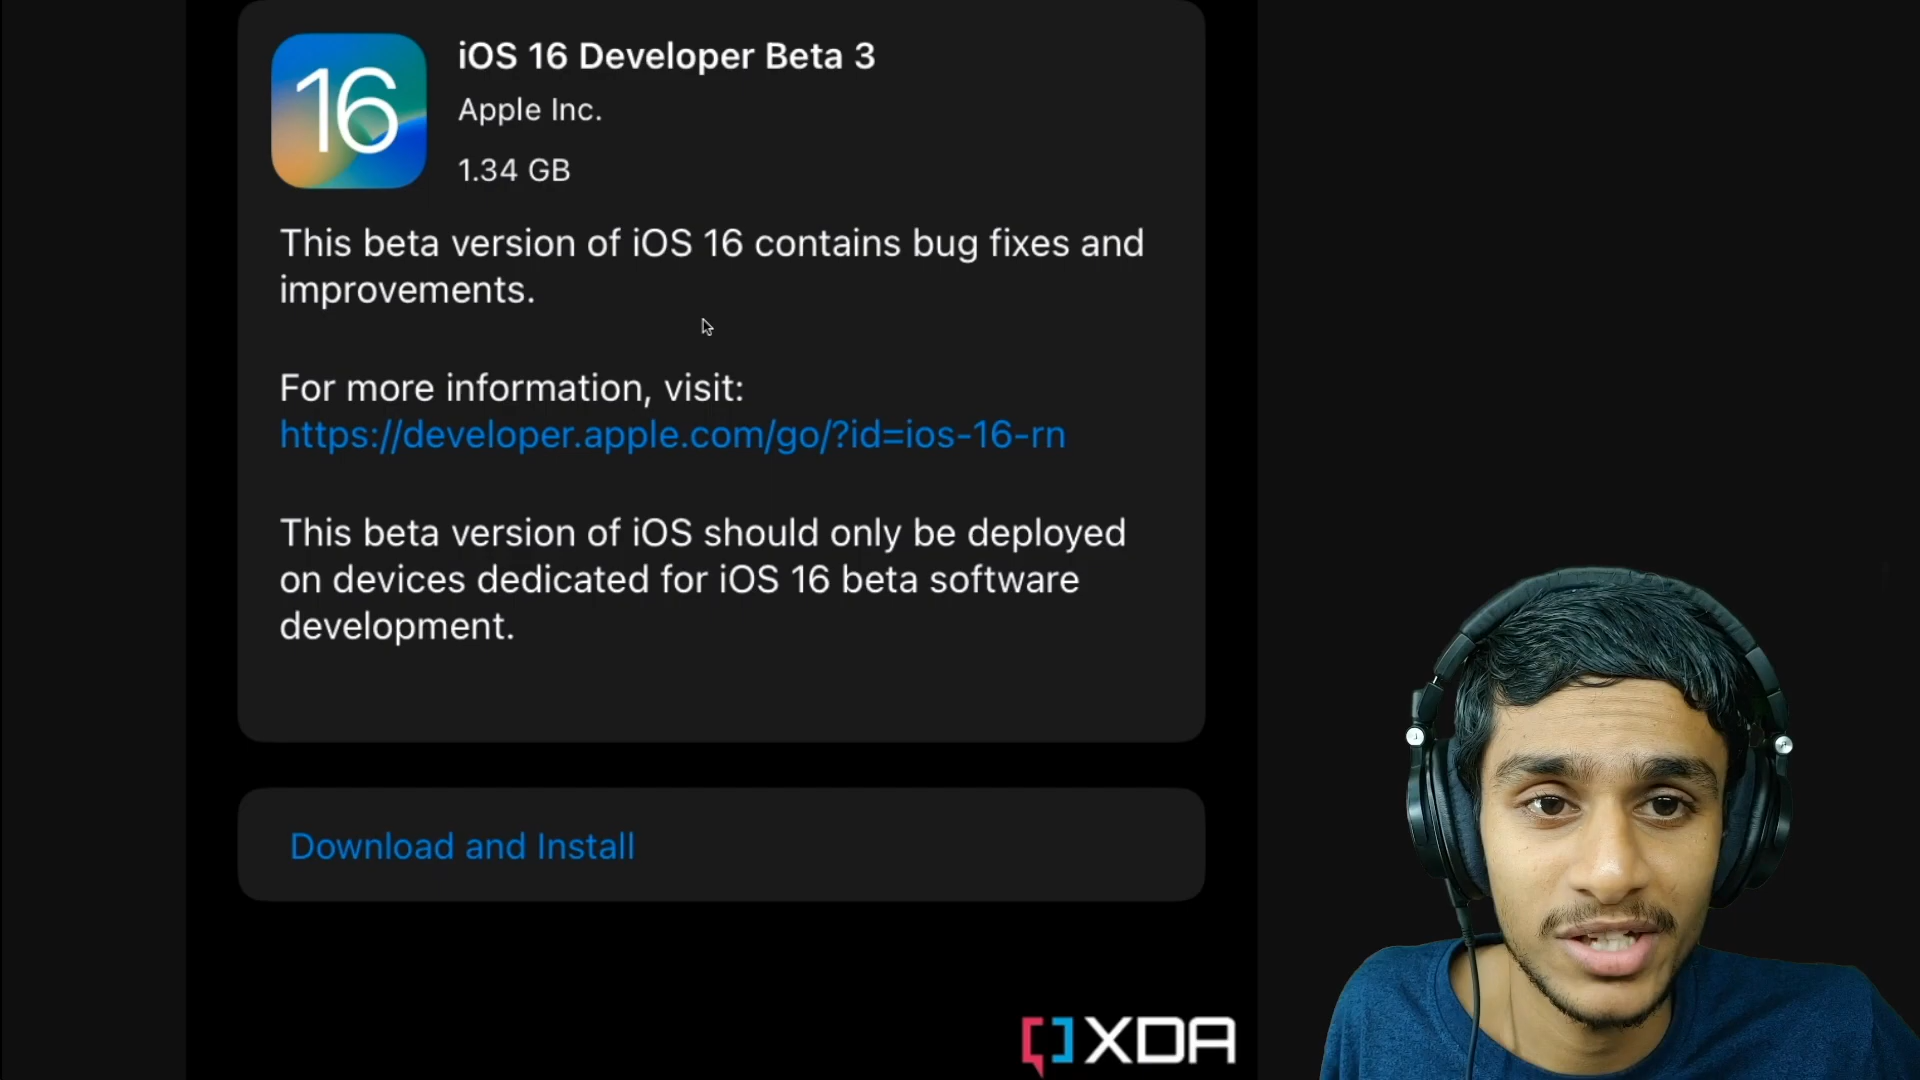 16
iOS 16 Developer Beta 3
Apple Inc.
1.34 GB
This beta version of iOS 16 contains bug fixes and
improvements.
For more information, visit:
https://developer.apple.com/go/?id=ios-16-rn
This beta version of iOS should only be deployed
on devices dedicated for iOS 16 beta software
development.
Download and Install
XDA